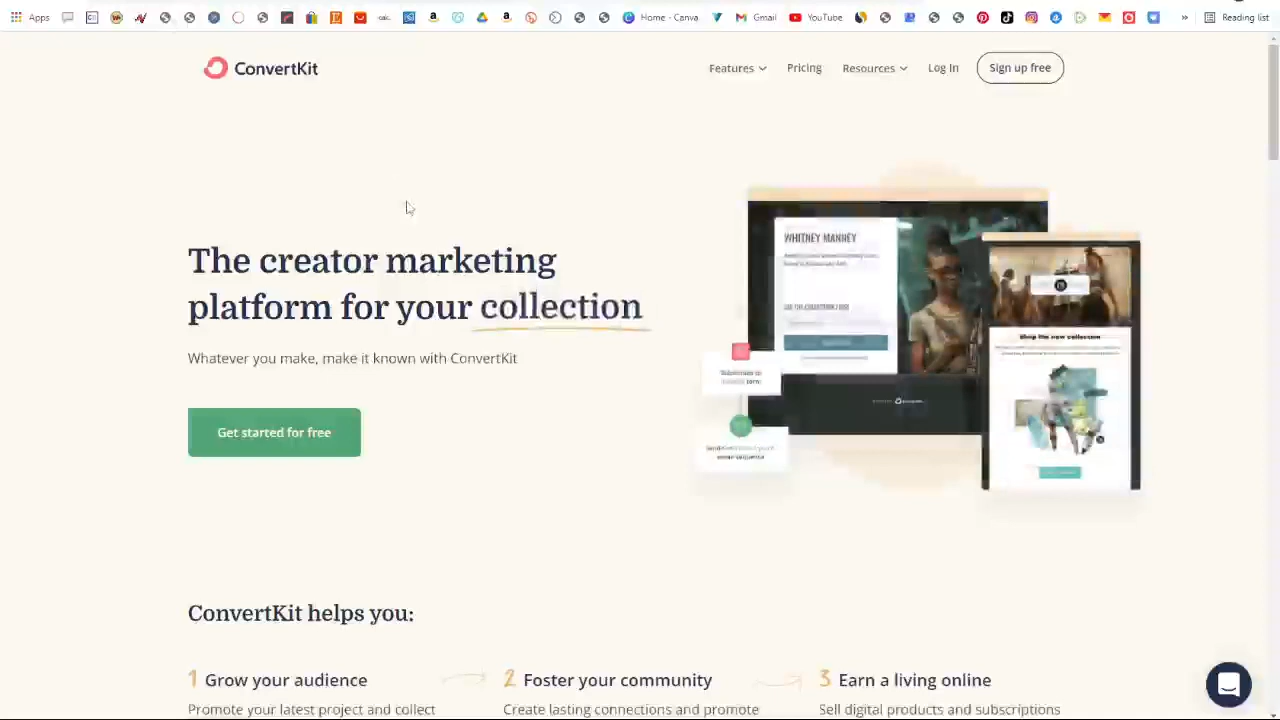 Apps
Home - Canva
Gmail
YouTube
Reading list
ConvertKit
Features
Pricing
Resources
Log In
Sign up free
WHITNEY MANNEY
The creator marketing
platform for your collection
Whatever you make, make it known with ConvertKit
Get started for free
Shop the new collection
ConvertKit helps you:
1 Grow your audience
2 Foster your community
3 Earn a living online
Promote your latest project and collect
Create lasting connections and promote
Sell digital products and subscriptions